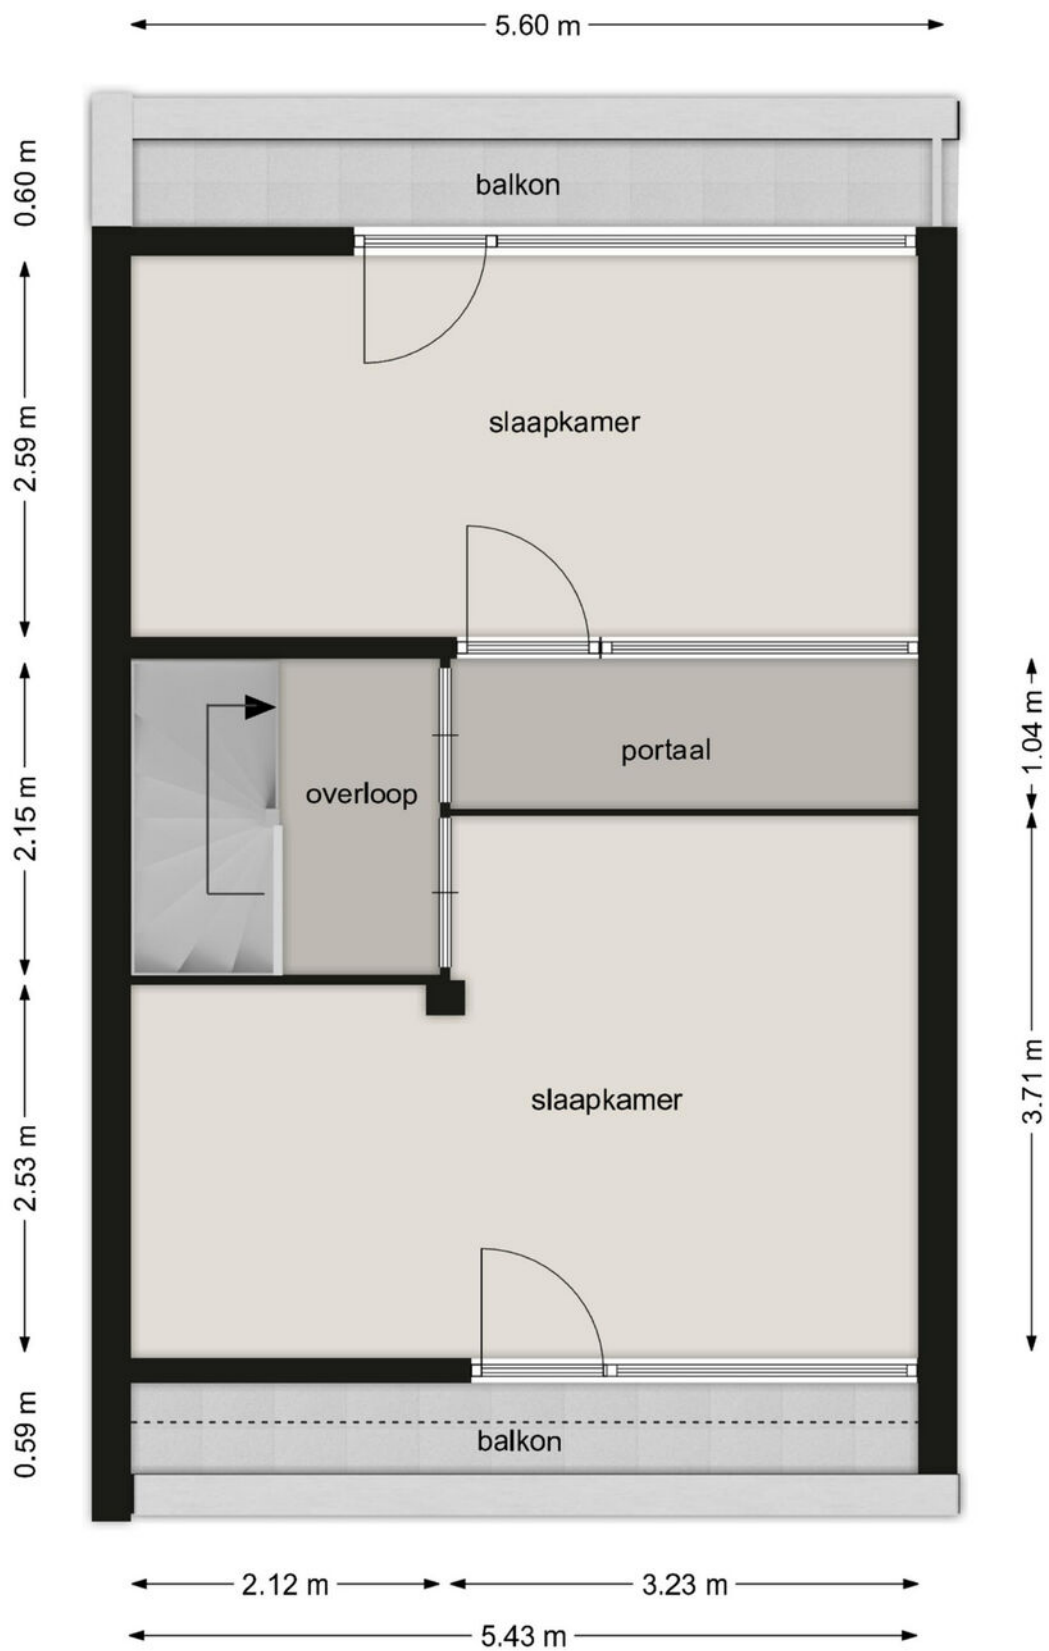 5.60 m
0.60 m
balkon
2.59 m
slaapkamer
2.15 m
overloop
portaal
1.04 m
2.53 m
slaapkamer
3.71 m
0.59 m
balkon
2.12 m
3.23 m
5.43 m